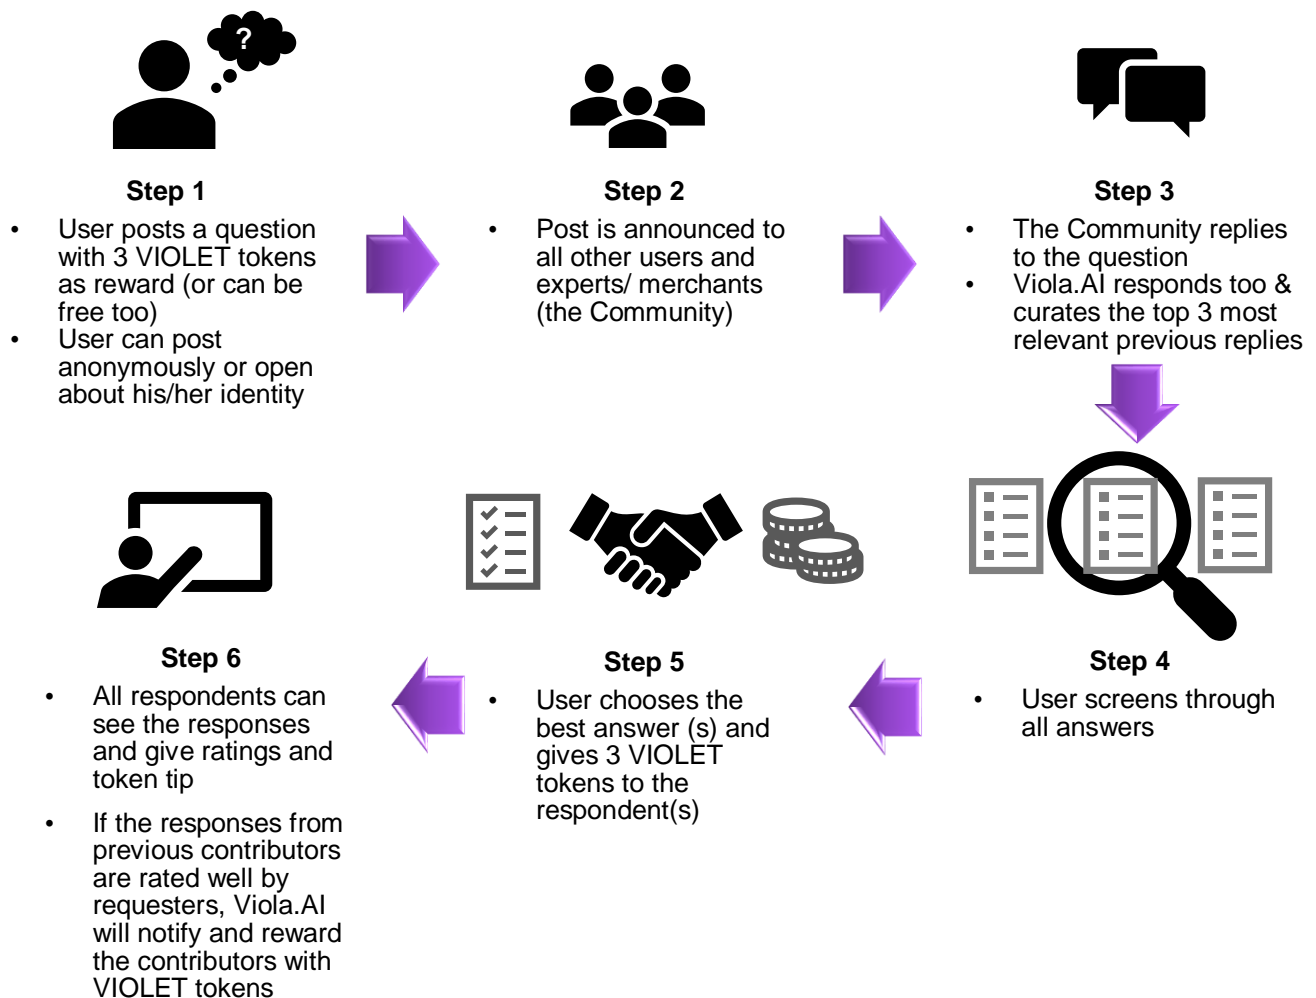 ?
Step 1
• User posts a question
with 3 VIOLET tokens
as reward (or can be
free too)
• User can post
anonymously or open
about his/her identity
Step 2
• Post is announced to
all other users and
experts/ merchants
(the Community)
Step 3
• The Community replies
to the question
• Viola.AI responds too &
curates the top 3 most
relevant previous replies
Step 4
• User screens through
all answers
Step 5
• User chooses the
best answer (s) and
gives 3 VIOLET
tokens to the
respondent(s)
Step 6
• All respondents can
see the responses
and give ratings and
token tip
• If the responses from
previous contributors
are rated well by
requesters, Viola.AI
will notify and reward
the contributors with
VIOLET tokens